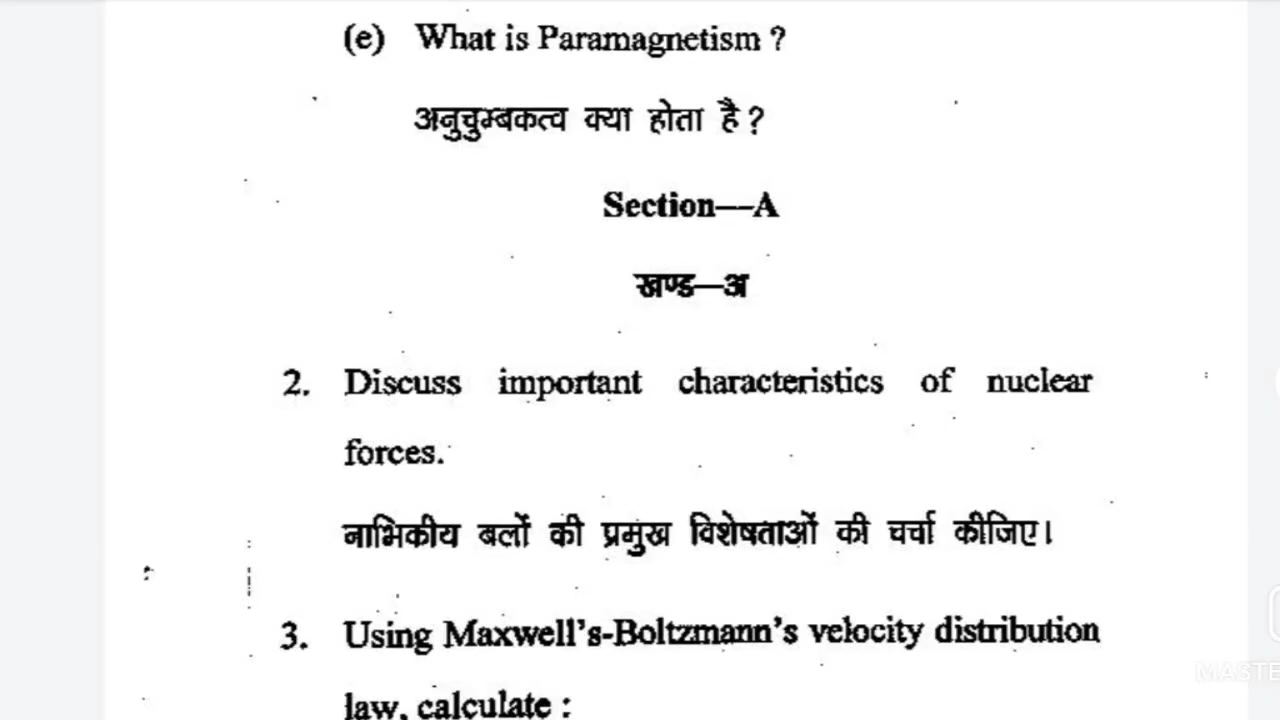 (e) What is Paramagnetism ?
अनुचुम्बकत्व क्या होता है?
Section—A
खण्ड—अ
2. Discuss important characteristics of nuclear
forces.
नाभिकीय बलों की प्रमुख विशेषताओं की चर्चा कीजिए।
3. Using Maxwell's-Boltzmann's velocity distribution
law, calculate :
MASTE